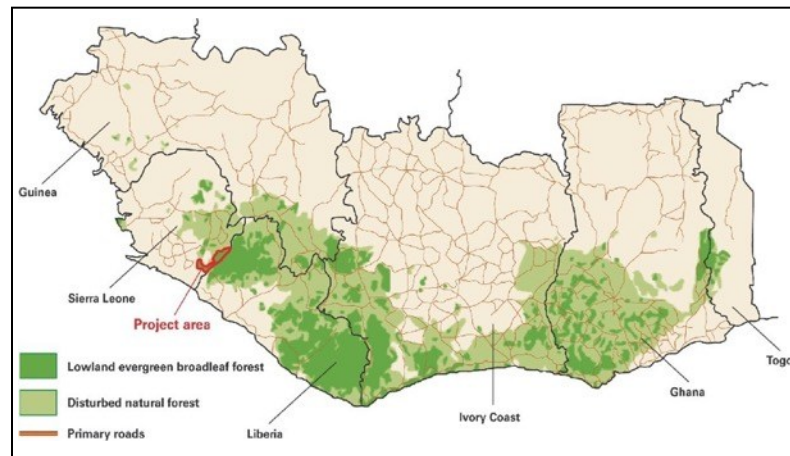 Guinea
Sierra Leone
Project area
Lowland evergreen broadleaf forest
Disturbed natural forest
Primary roads
Liberia
Ivory Coast
Ghana
Togo